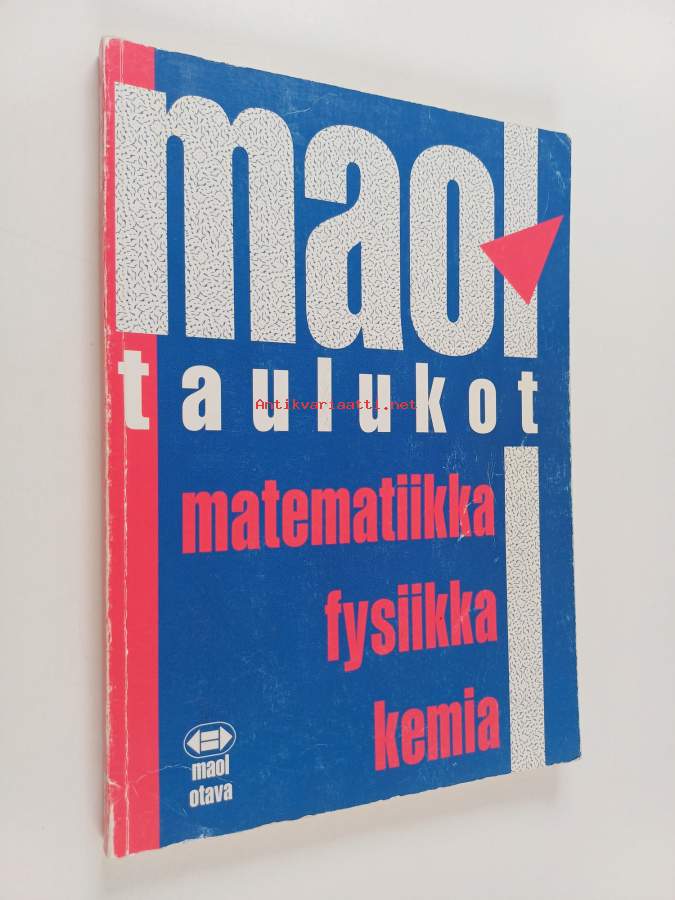 maol
taulukot
Antikvariaatti.net
matematiikka
fysiikka
kemia
maol
otava